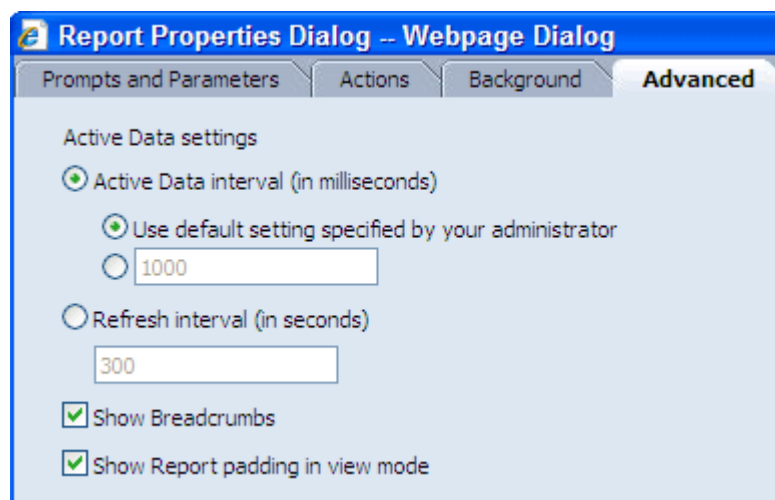 Report Properties Dialog -- Webpage Dialog
Prompts and Parameters Actions Background Advanced
Active Data settings
Active Data interval (in milliseconds)
Use default setting specified by your administrator
1000
Refresh interval (in seconds)
300
Show Breadcrumbs
Show Report padding in view mode